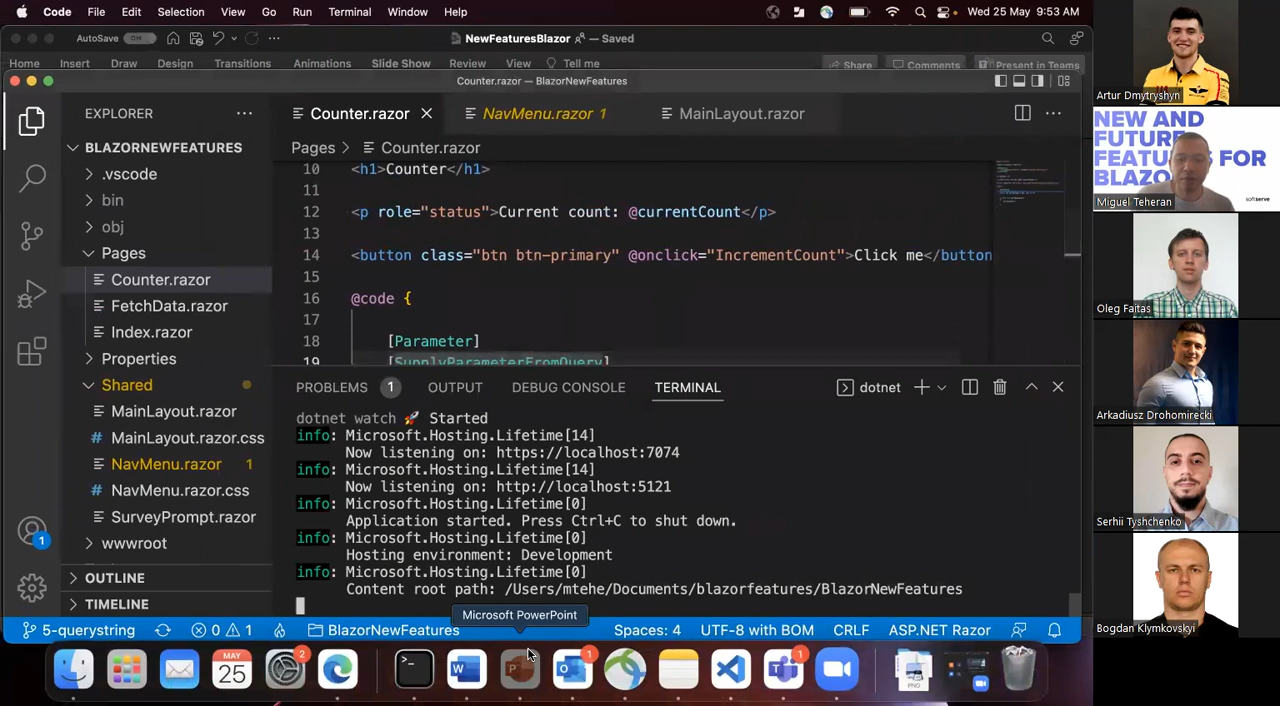 Code File Edit Selection View Go Run Terminal Window Help Wed 25 May 9:53 AM
AutoSave NewFeaturesBlazor — Saved
Home Insert Draw Design Transitions Animations Slide Show Review View Tell me Share Comments Present in Teams
Counter.razor — BlazorNewFeatures
EXPLORER
BLAZORNEWFEATURES
.vscode
bin
obj
Pages
Counter.razor
FetchData.razor
Index.razor
Properties
Shared
MainLayout.razor
# MainLayout.razor.css
NavMenu.razor 1
# NavMenu.razor.css
SurveyPrompt.razor
wwwroot
OUTLINE
TIMELINE
Counter.razor NavMenu.razor 1 MainLayout.razor
Pages > Counter.razor
10 <h1>Counter</h1>
11
12 <p role="status">Current count: @currentCount</p>
13
14 <button class="btn btn-primary" @onclick="IncrementCount">Click me</button
15
16 @code {
17
18 [Parameter]
19 [SupplyParameterFromQuery]
PROBLEMS 1 OUTPUT DEBUG CONSOLE TERMINAL dotnet
dotnet watch 🚀 Started
info: Microsoft.Hosting.Lifetime[14]
Now listening on: https://localhost:7074
info: Microsoft.Hosting.Lifetime[14]
Now listening on: http://localhost:5121
info: Microsoft.Hosting.Lifetime[0]
Application started. Press Ctrl+C to shut down.
info: Microsoft.Hosting.Lifetime[0]
Hosting environment: Development
info: Microsoft.Hosting.Lifetime[0]
Content root path: /Users/mtehe/Documents/blazorfeatures/BlazorNewFeatures
Microsoft PowerPoint
1
5-querystring 0 1 BlazorNewFeatures Spaces: 4 UTF-8 with BOM CRLF ASP.NET Razor
MAY
25
2
1
1
PNG
Artur Dmytryshyn
NEW AND
FUTURE
FEATURES FOR
BLAZO
softserve
Miguel Teheran
Oleg Faitas
Arkadiusz Drohomirecki
Serhii Tyshchenko
Bogdan Klymkovskyi